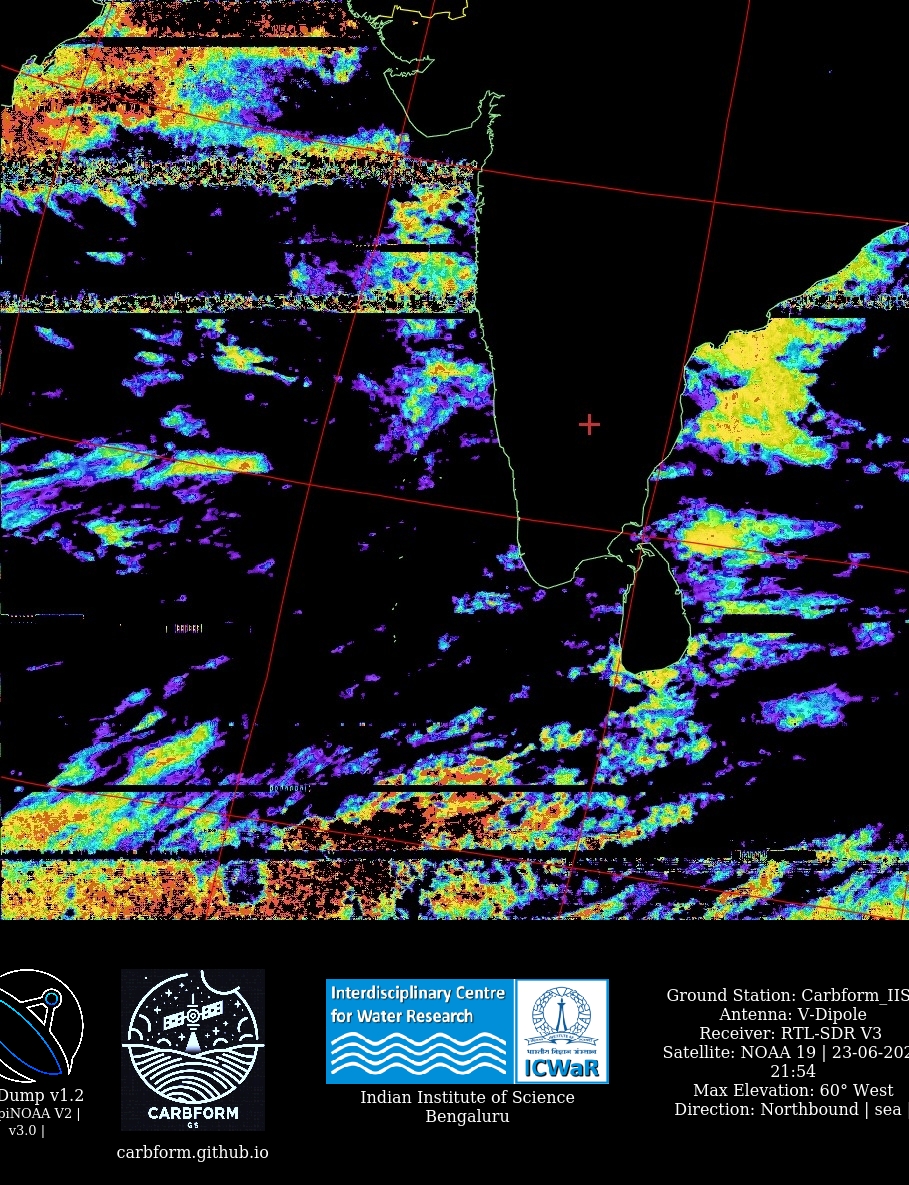 Interdisciplinary Centre
for Water Research
भारतीय विज्ञान संस्थान
ICWaR
CARBFORM
GS
Dump v1.2
piNOAA V2 |
v3.0 |
carbform.github.io
Indian Institute of Science
Bengaluru
Ground Station: Carbform_IIS
Antenna: V-Dipole
Receiver: RTL-SDR V3
Satellite: NOAA 19 | 23-06-202
21:54
Max Elevation: 60° West
Direction: Northbound | sea |